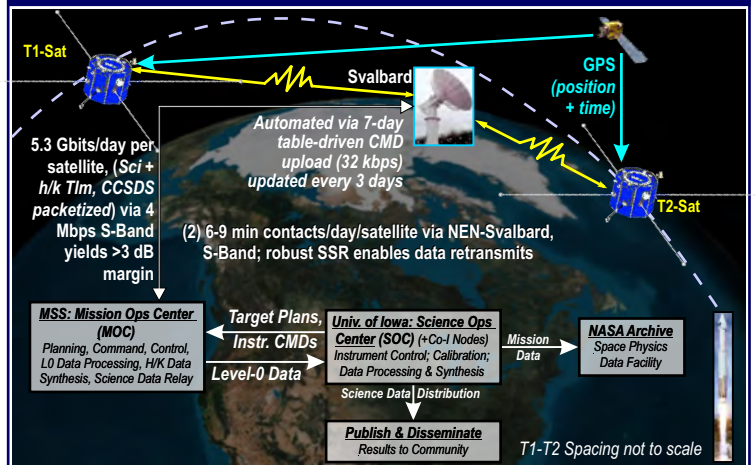 T1-Sat
GPS
(position
+ time)
Svalbard
T2-Sat
5.3 Gbits/day per
satellite, (Sci +
h/k Tlm, CCSDS
packetized) via 4
Mbps S-Band
yields >3 dB
margin
Automated via 7-day
table-driven CMD
upload (32 kbps)
updated every 3 days
(2) 6-9 min contacts/day/satellite via NEN-Svalbard,
S-Band; robust SSR enables data retransmits
MSS: Mission Ops Center
(MOC)
Planning, Command, Control,
L0 Data Processing, H/K Data
Synthesis, Science Data Relay
Target Plans,
Instr. CMDs
Level-0 Data
Univ. of Iowa: Science Ops
Center (SOC) (+Co-I Nodes)
Instrument Control; Calibration;
Data Processing & Synthesis
Mission
Data
NASA Archive
Space Physics
Data Facility
Science Data Distribution
Publish & Disseminate
Results to Community
T1-T2 Spacing not to scale